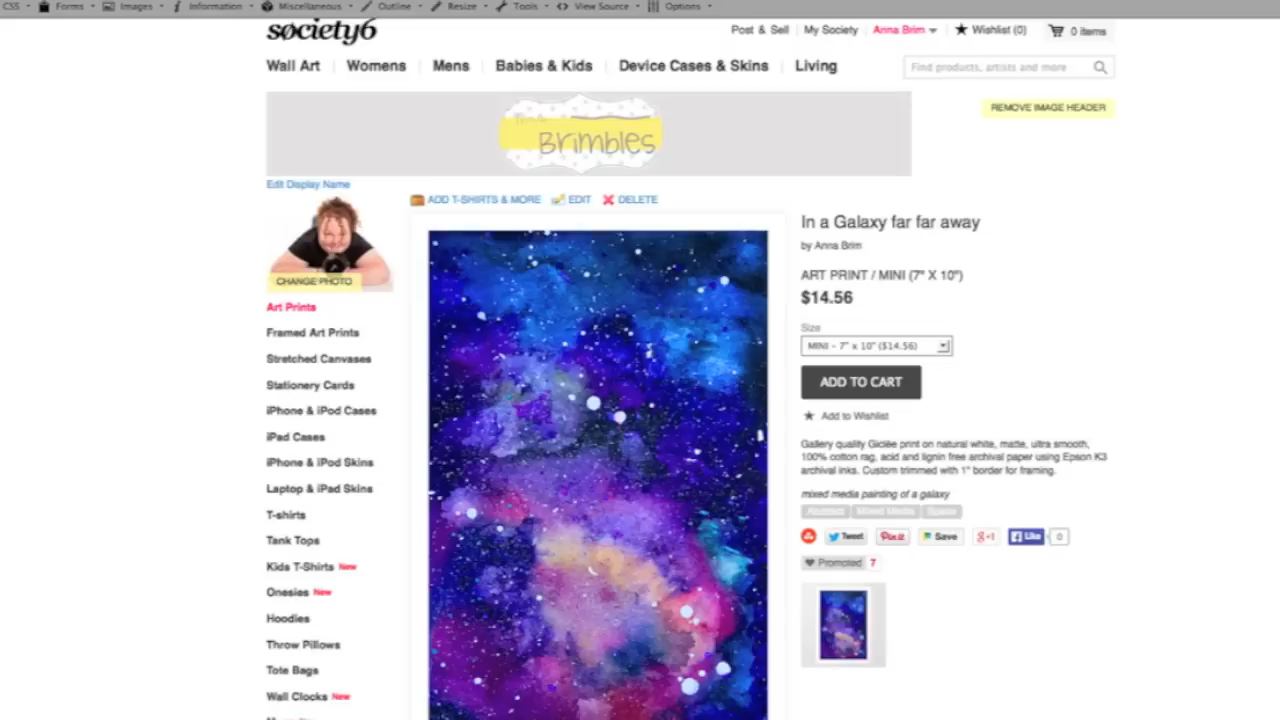 CSS Forms Images Information Miscellaneous Outline Resize Tools View Source Options
society6
Post & Sell My Society Anna Brim Wishlist (0) 0 items
Wall Art Womens Mens Babies & Kids Device Cases & Skins Living
Find products, artists and more
REMOVE IMAGE HEADER
Brimbles
Edit Display Name
ADD T-SHIRTS & MORE EDIT DELETE
CHANGE PHOTO
Art Prints
Framed Art Prints
Stretched Canvases
Stationery Cards
iPhone & iPod Cases
iPad Cases
iPhone & iPod Skins
Laptop & iPad Skins
T-shirts
Tank Tops
Kids T-Shirts New
Onesies New
Hoodies
Throw Pillows
Tote Bags
Wall Clocks New
In a Galaxy far far away
by Anna Brim
ART PRINT / MINI (7" X 10")
$14.56
Size
MINI - 7" x 10" ($14.56)
ADD TO CART
Add to Wishlist
Gallery quality Giclée print on natural white, matte, ultra smooth,
100% cotton rag, acid and lignin free archival paper using Epson K3
archival inks. Custom trimmed with 1" border for framing.
mixed media painting of a galaxy
Abstract Mixed Media Space
Tweet Pin it Save +1 Like 0
Promoted 7